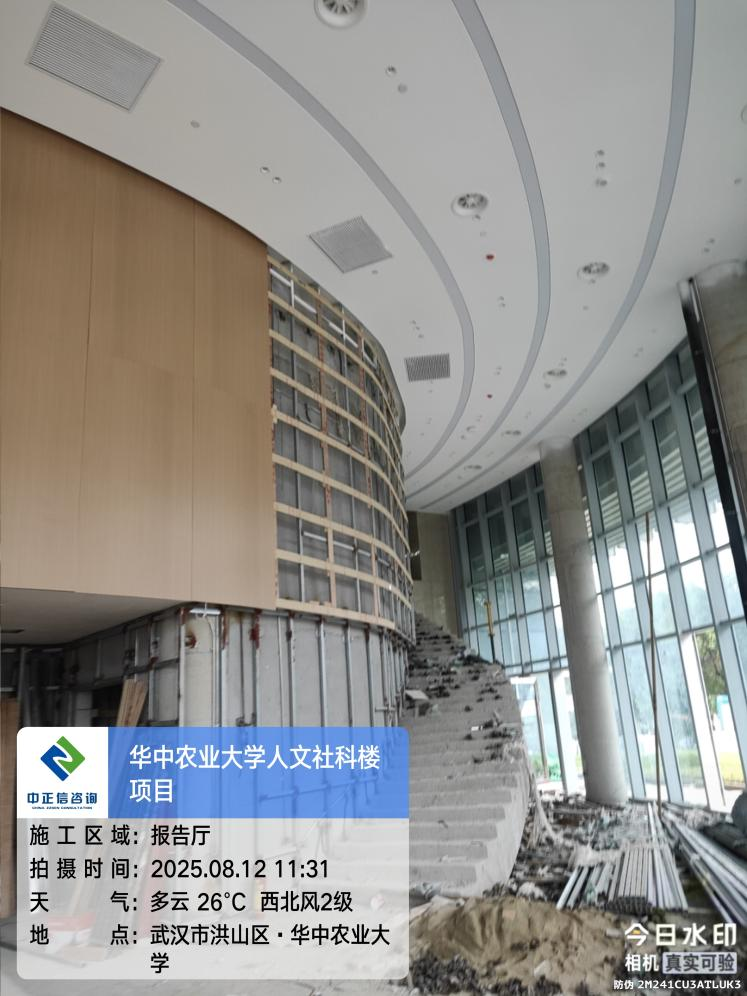 华中农业大学人文社科楼
项目
中正信咨询
CHINA ZZXIN CONSULTATION
施工区域：报告厅
拍摄时间：2025.08.12 11:31
天气：多云 26℃ 西北风2级
地点：武汉市洪山区·华中农业大
学
今日水印
相机 真实可验
防伪 2M241CU3ATLUK3